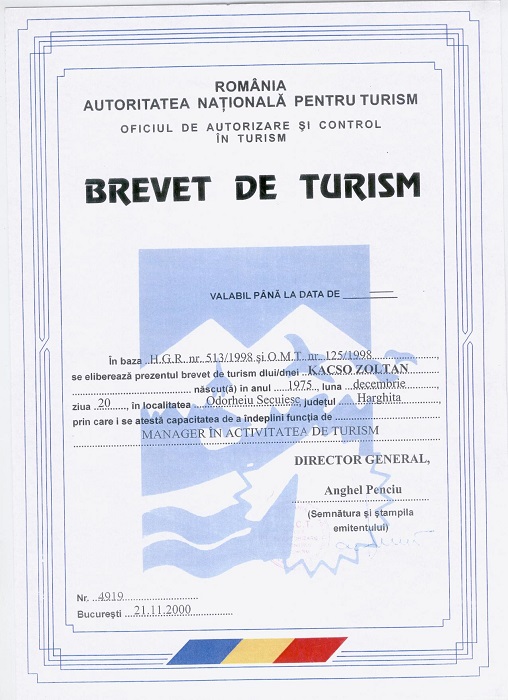 ROMÂNIA
AUTORITATEA NAȚIONALĂ PENTRU TURISM
OFICIUL DE AUTORIZARE ȘI CONTROL
ÎN TURISM
BREVET DE TURISM
VALABIL PÂNĂ LA DATA DE
În baza ..H.G.R. nr. 513/1998 și O.M.T. nr. 125/1998
se eliberează prezentul brevet de turism dlui/dnei ..KACSO ZOLTAN
născut(ă) în anul ....1975..., luna ..decembrie
ziua ..20......, în localitatea ...Odorheiu Secuiesc, județul .....Harghita
prin care i se atestă capacitatea de a îndeplini funcția de
MANAGER ÎN ACTIVITATEA DE TURISM
DIRECTOR GENERAL,
Anghel Penciu
(Semnătura și ștampila
emitentului)
Nr. ..4919
București ...21.11.2000